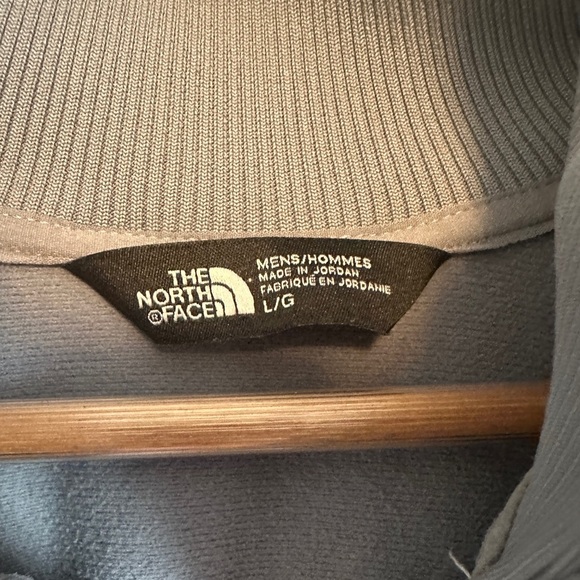 THE
NORTH
®FACE
MENS/HOMMES
MADE IN JORDAN
FABRIQUÉ EN JORDANIE
L/G